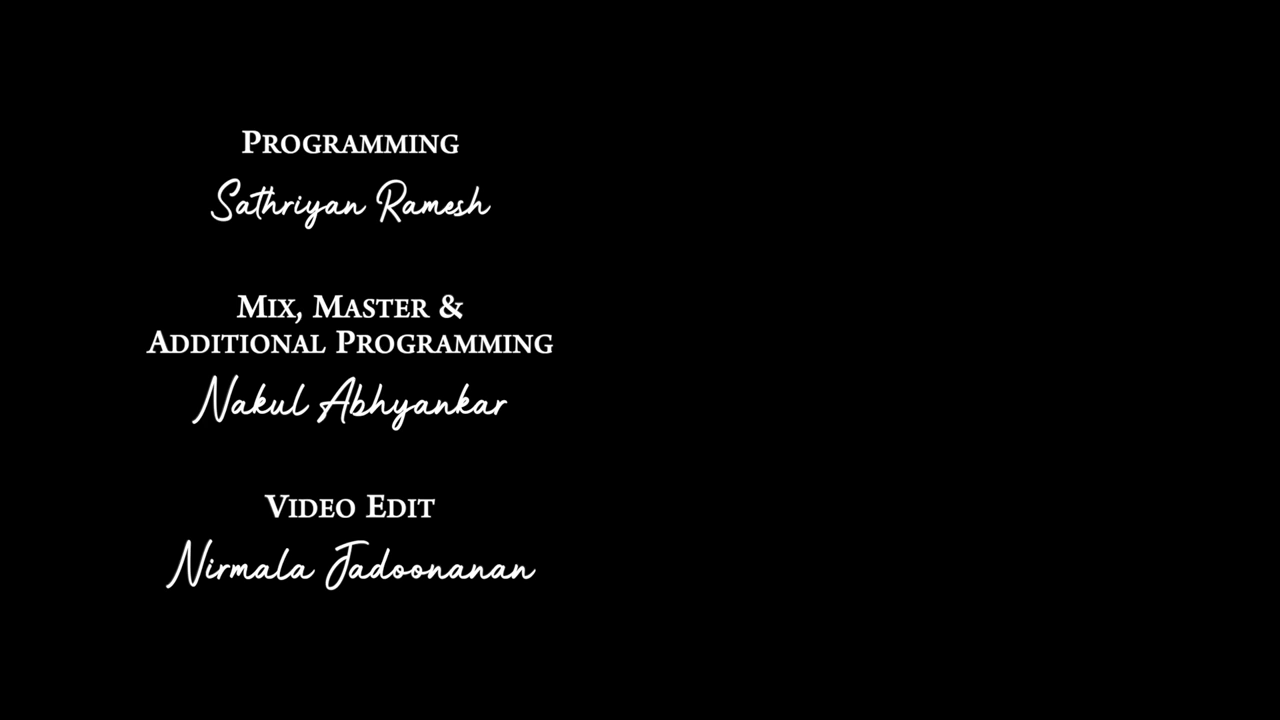 Programming
Sathriyan Ramesh
Mix, Master &
Additional Programming
Nakul Abhyankar
Video Edit
Nirmala Jadoonanan